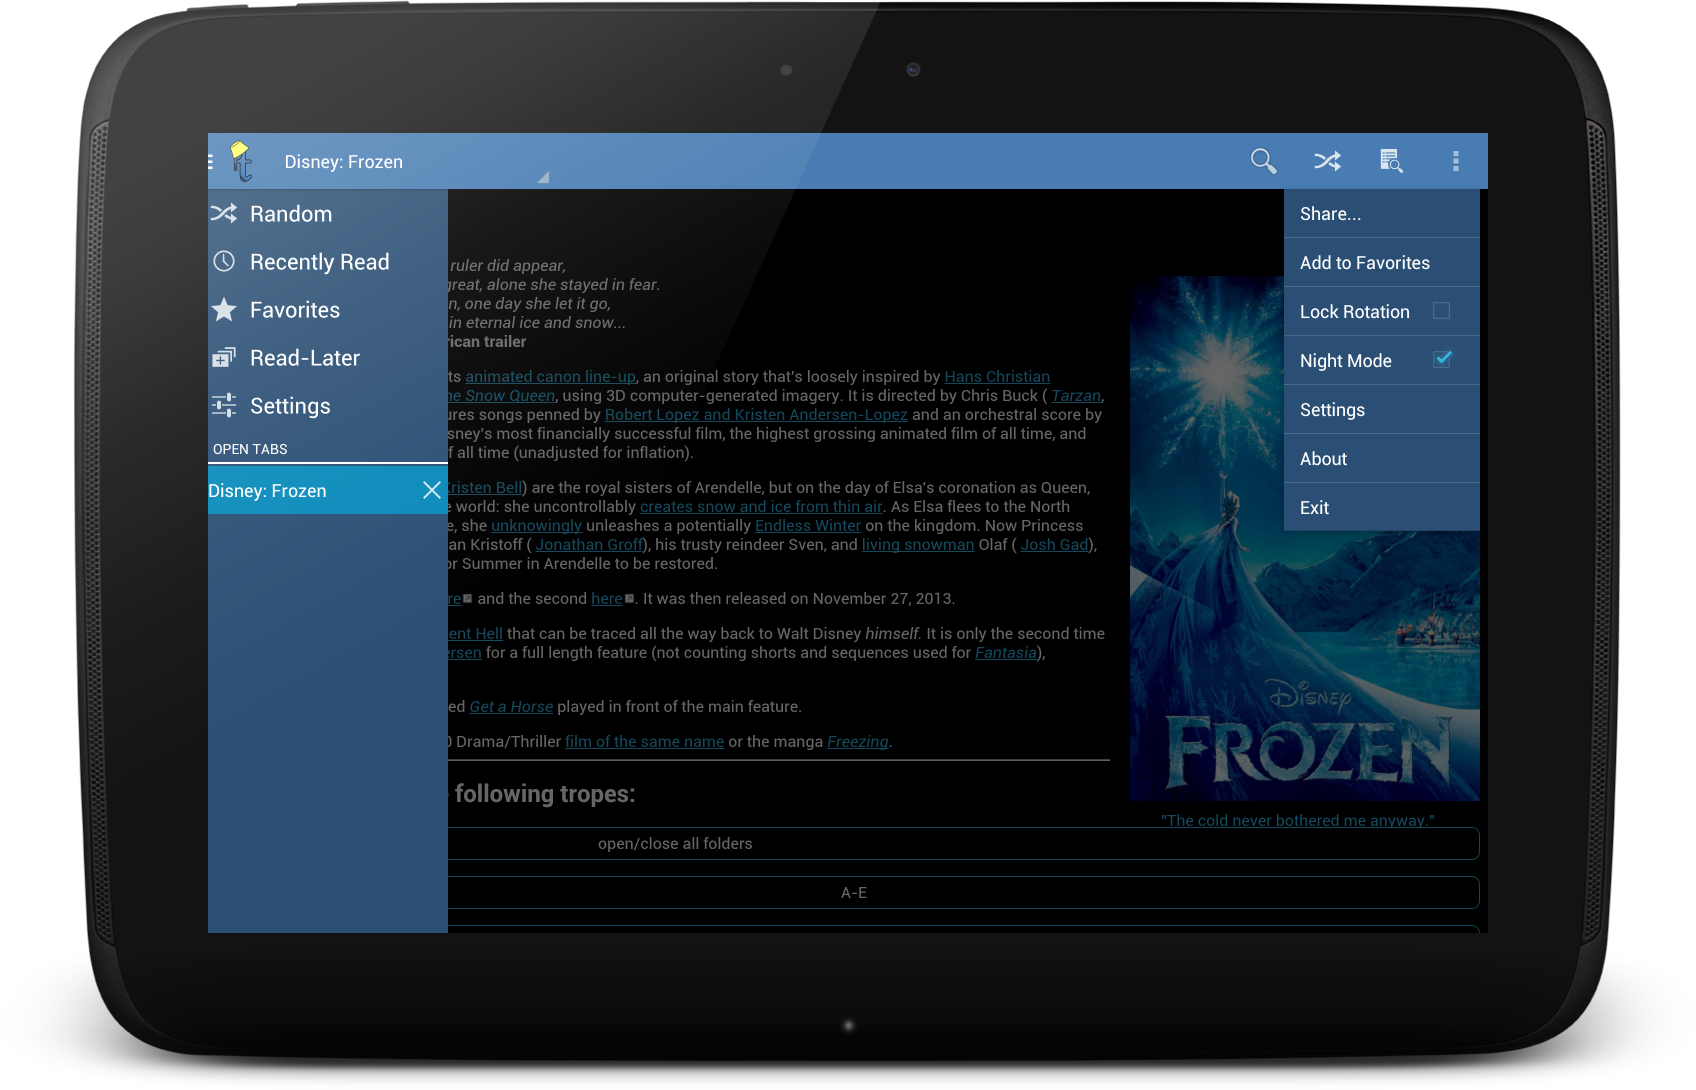 Disney: Frozen
Random
Recently Read
Favorites
Read-Later
Settings
OPEN TABS
Disney: Frozen
Share...
Add to Favorites
Lock Rotation
Night Mode
Settings
About
Exit
ruler did appear,
great, alone she stayed in fear.
n, one day she let it go,
in eternal ice and snow...
rican trailer
ts animated canon line-up, an original story that's loosely inspired by Hans Christian
he Snow Queen, using 3D computer-generated imagery. It is directed by Chris Buck ( Tarzan,
ures songs penned by Robert Lopez and Kristen Andersen-Lopez and an orchestral score by
sney's most financially successful film, the highest grossing animated film of all time, and
f all time (unadjusted for inflation).
Kristen Bell) are the royal sisters of Arendelle, but on the day of Elsa's coronation as Queen,
e world: she uncontrollably creates snow and ice from thin air. As Elsa flees to the North
e, she unknowingly unleashes a potentially Endless Winter on the kingdom. Now Princess
an Kristoff ( Jonathan Groff), his trusty reindeer Sven, and living snowman Olaf ( Josh Gad),
or Summer in Arendelle to be restored.
re and the second here. It was then released on November 27, 2013.
ent Hell that can be traced all the way back to Walt Disney himself. It is only the second time
ersen for a full length feature (not counting shorts and sequences used for Fantasia),
ed Get a Horse played in front of the main feature.
0 Drama/Thriller film of the same name or the manga Freezing.
following tropes:
DISNEY
FROZEN
"The cold never bothered me anyway."
open/close all folders
A-E